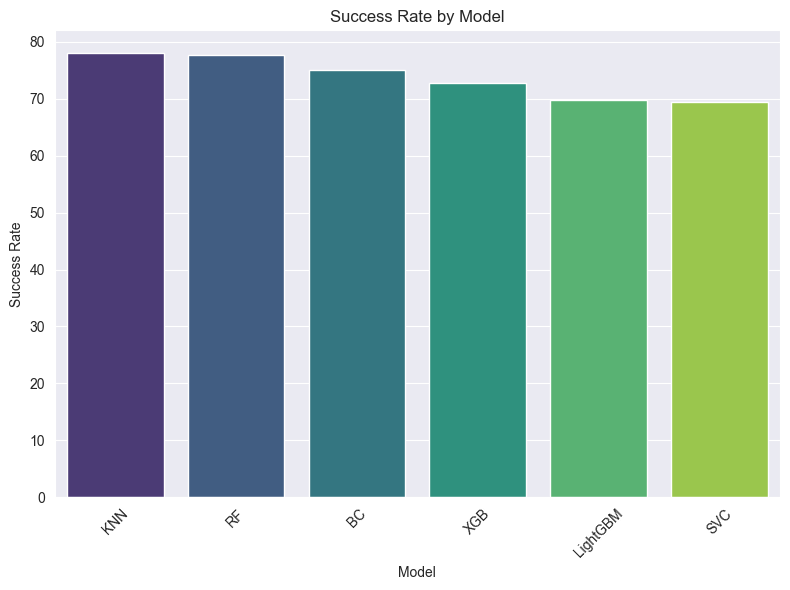 Success Rate by Model
Success Rate
80
70
60
50
40
30
20
10
0
KNN
RF
BC
XGB
LightGBM
SVC
Model